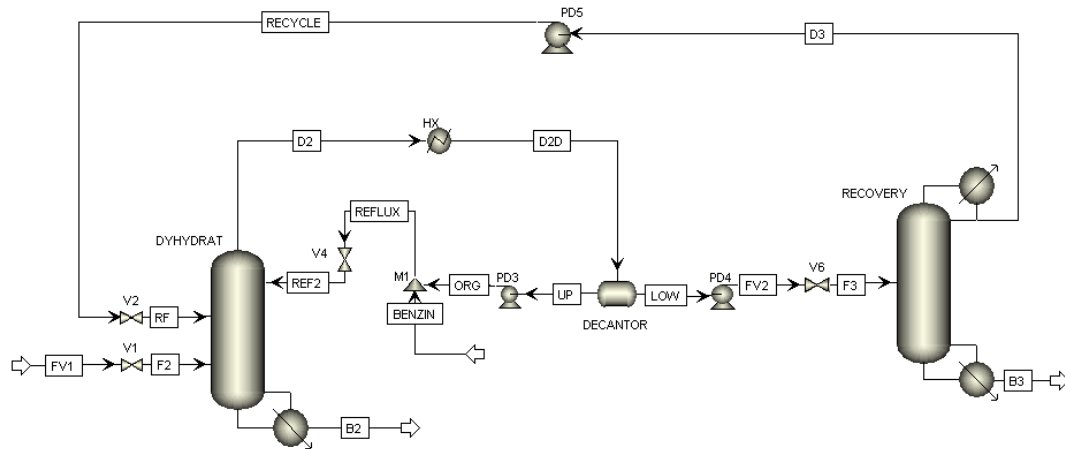 PD5
RECYCLE
D3
HX
D2
D2D
RECOVERY
REFLUX
DYHYDRAT
V4
M1
ORG
PD3
PD4
V6
REF2
UP
LOW
FV2
F3
V2
BENZIN
DECANTOR
RF
V1
FV1
F2
B3
B2